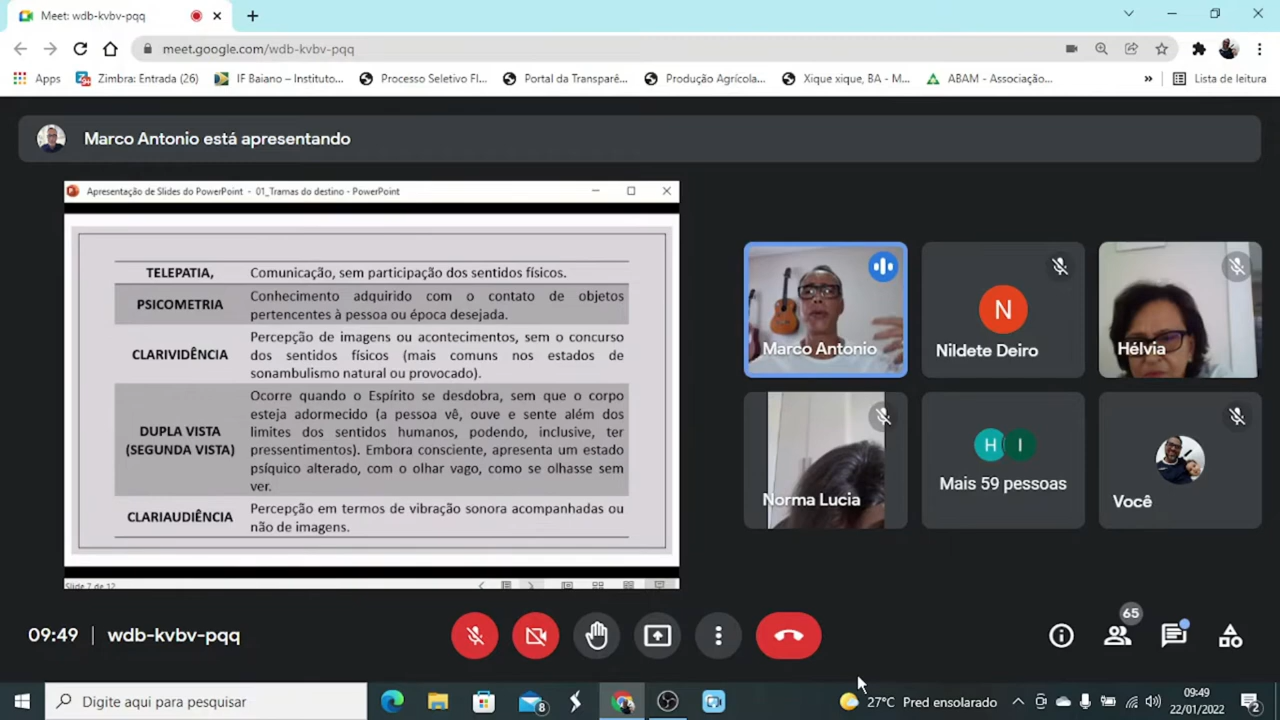 Meet: wdb-kvbv-pqq
meet.google.com/wdb-kvbv-pqq
Apps
Zimbra: Entrada (26)
IF Baiano – Instituto...
Processo Seletivo FI...
Portal da Transparê...
Produção Agrícola...
Xique xique, BA - M...
ABAM - Associação...
»
Lista de leitura
Marco Antonio está apresentando
Apresentação de Slides do PowerPoint - 01_Tramas do destino - PowerPoint
TELEPATIA,
Comunicação, sem participação dos sentidos físicos.
PSICOMETRIA
Conhecimento adquirido com o contato de objetos
pertencentes à pessoa ou época desejada.
CLARIVIDÊNCIA
Percepção de imagens ou acontecimentos, sem o concurso
dos sentidos físicos (mais comuns nos estados de
sonambulismo natural ou provocado).
DUPLA VISTA
(SEGUNDA VISTA)
Ocorre quando o Espírito se desdobra, sem que o corpo
esteja adormecido (a pessoa vê, ouve e sente além dos
limites dos sentidos humanos, podendo, inclusive, ter
pressentimentos). Embora consciente, apresenta um estado
psíquico alterado, com o olhar vago, como se olhasse sem
ver.
CLARIAUDIÊNCIA
Percepção em termos de vibração sonora acompanhadas ou
não de imagens.
Slide 7 de 12
Marco Antonio
N
Nildete Deiro
Hélvia
Norma Lucia
H I
Mais 59 pessoas
Você
09:49 | wdb-kvbv-pqq
65
Digite aqui para pesquisar
8
27°C Pred ensolarado
09:49
22/01/2022
2